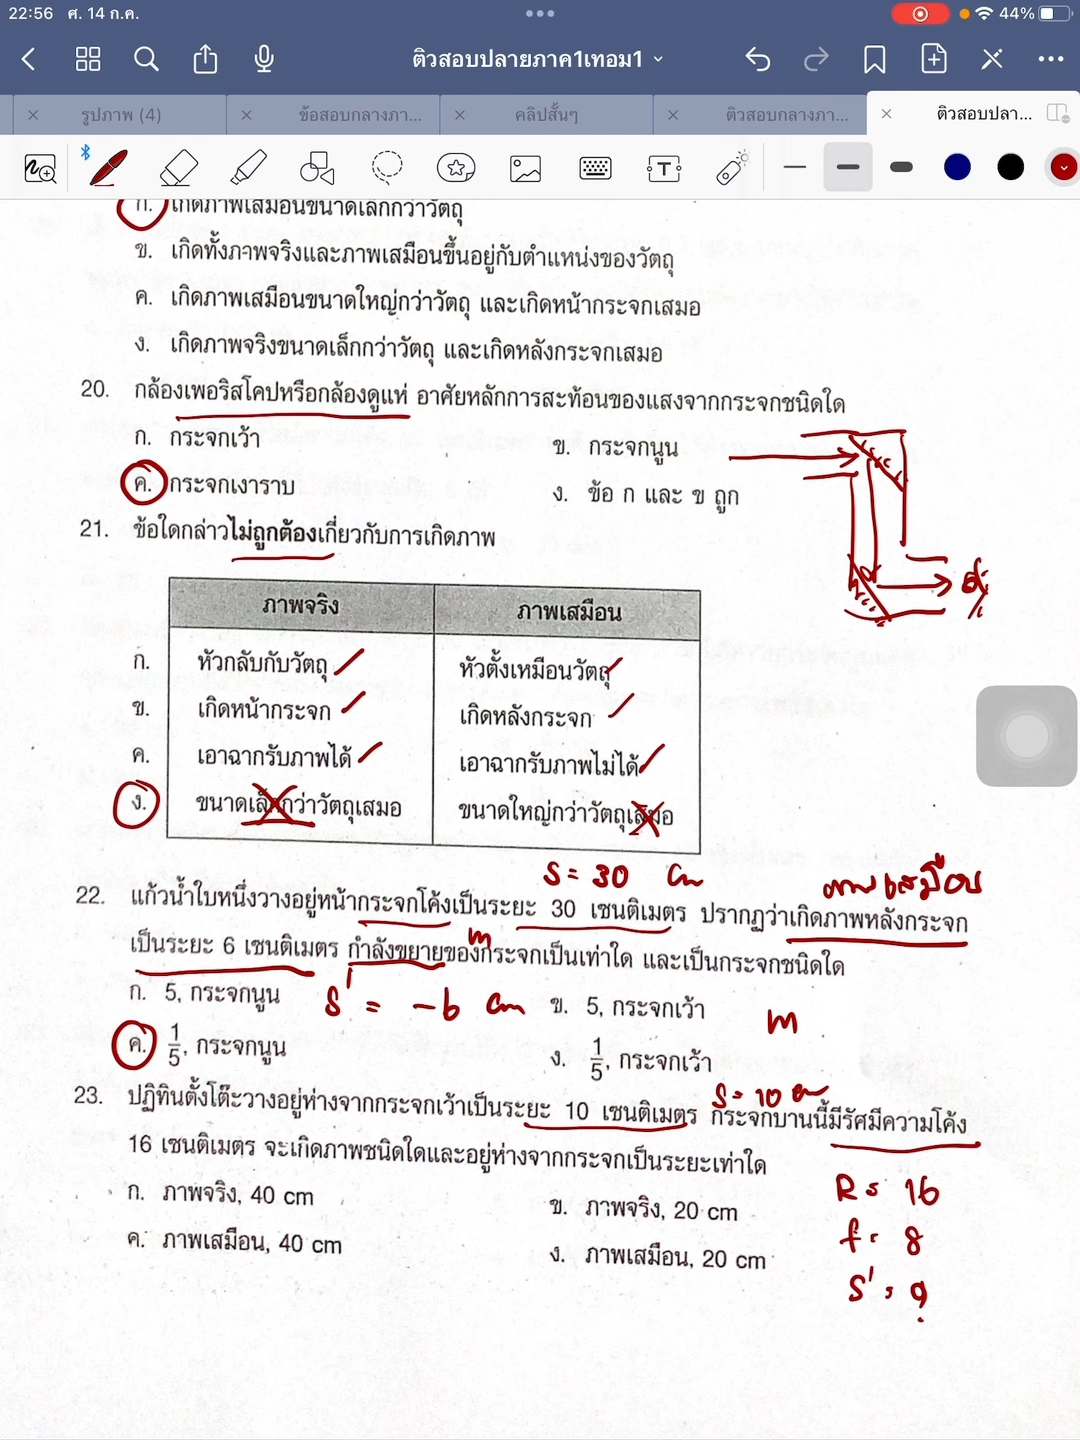 22:56 ศ. 14 ก.ค.
44%
ติวสอบปลายภาค1เทอม1
รูปภาพ (4)
ข้อสอบกลางภา...
คลิปสั้นๆ
ติวสอบกลางภา...
ติวสอบปลา...
ก. เกิดภาพเสมือนขนาดเล็กกว่าวัตถุ
ข. เกิดทั้งภาพจริงและภาพเสมือนขึ้นอยู่กับตำแหน่งของวัตถุ
ค. เกิดภาพเสมือนขนาดใหญ่กว่าวัตถุ และเกิดหน้ากระจกเสมอ
ง. เกิดภาพจริงขนาดเล็กกว่าวัตถุ และเกิดหลังกระจกเสมอ
20. กล้องเพอริสโคปหรือกล้องดูแห่ อาศัยหลักการสะท้อนของแสงจากกระจกชนิดใด
ก. กระจกเว้า
ข. กระจกนูน
ค. กระจกเงาราบ
ง. ข้อ ก และ ข ถูก
21. ข้อใดกล่าวไม่ถูกต้องเกี่ยวกับการเกิดภาพ
ภาพจริง ภาพเสมือน
ก. หัวกลับกับวัตถุ หัวตั้งเหมือนวัตถุ
ข. เกิดหน้ากระจก เกิดหลังกระจก
ค. เอาฉากรับภาพได้ เอาฉากรับภาพไม่ได้
ง. ขนาดเล็กกว่าวัตถุเสมอ ขนาดใหญ่กว่าวัตถุเสมอ
S = 30 cm
ภาพเสมือน
22. แก้วน้ำใบหนึ่งวางอยู่หน้ากระจกโค้งเป็นระยะ 30 เซนติเมตร ปรากฏว่าเกิดภาพหลังกระจก
m
เป็นระยะ 6 เซนติเมตร กำลังขยายของกระจกเป็นเท่าใด และเป็นกระจกชนิดใด
ก. 5, กระจกนูน
S' = -6 cm
ข. 5, กระจกเว้า
m
ค. 1/5, กระจกนูน
ง. 1/5, กระจกเว้า
S = 10 cm
23. ปฏิทินตั้งโต๊ะวางอยู่ห่างจากกระจกเว้าเป็นระยะ 10 เซนติเมตร กระจกบานนี้มีรัศมีความโค้ง
16 เซนติเมตร จะเกิดภาพชนิดใดและอยู่ห่างจากกระจกเป็นระยะเท่าใด
ก. ภาพจริง, 40 cm
ข. ภาพจริง, 20 cm
ค. ภาพเสมือน, 40 cm
ง. ภาพเสมือน, 20 cm
R = 16
f = 8
S' = ?